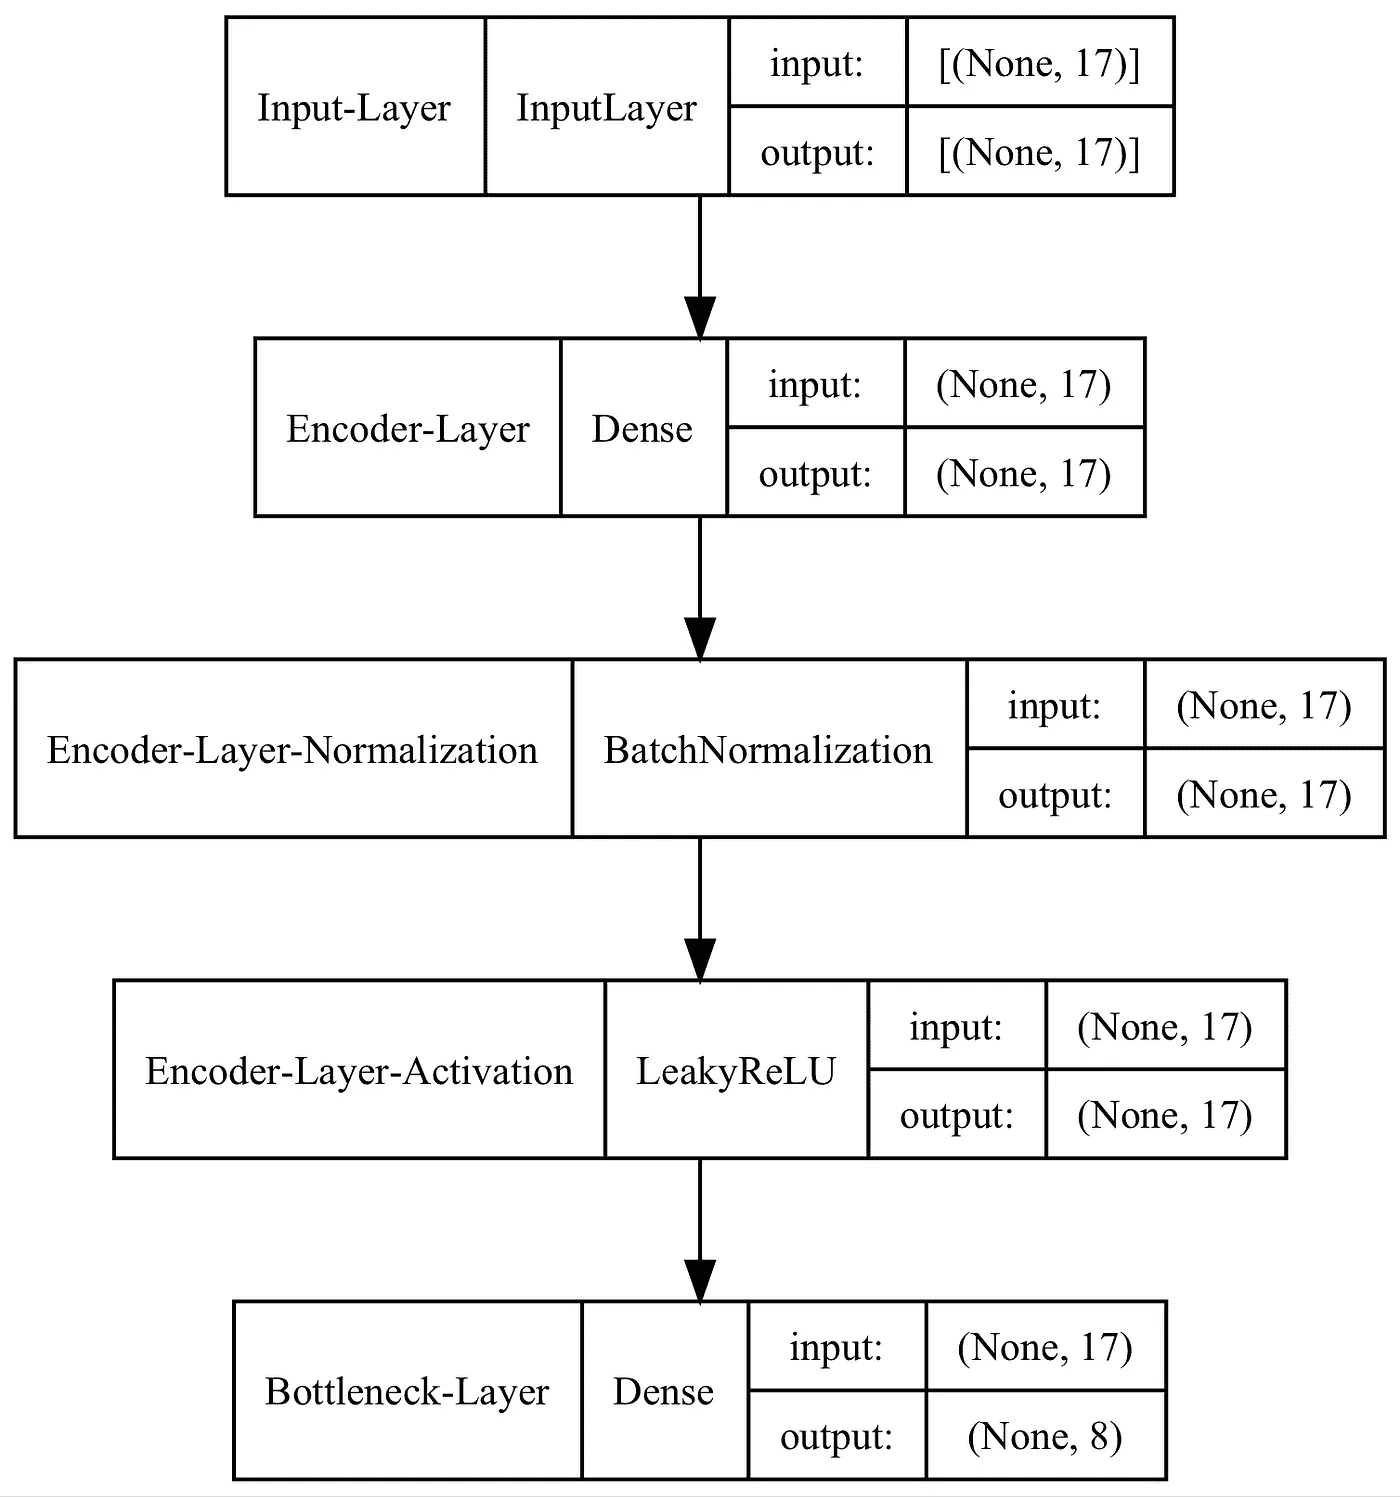 Input-Layer
InputLayer
input:
[(None, 17)]
output:
[(None, 17)]
Encoder-Layer
Dense
input:
(None, 17)
output:
(None, 17)
Encoder-Layer-Normalization
BatchNormalization
input:
(None, 17)
output:
(None, 17)
Encoder-Layer-Activation
LeakyReLU
input:
(None, 17)
output:
(None, 17)
Bottleneck-Layer
Dense
input:
(None, 17)
output:
(None, 8)